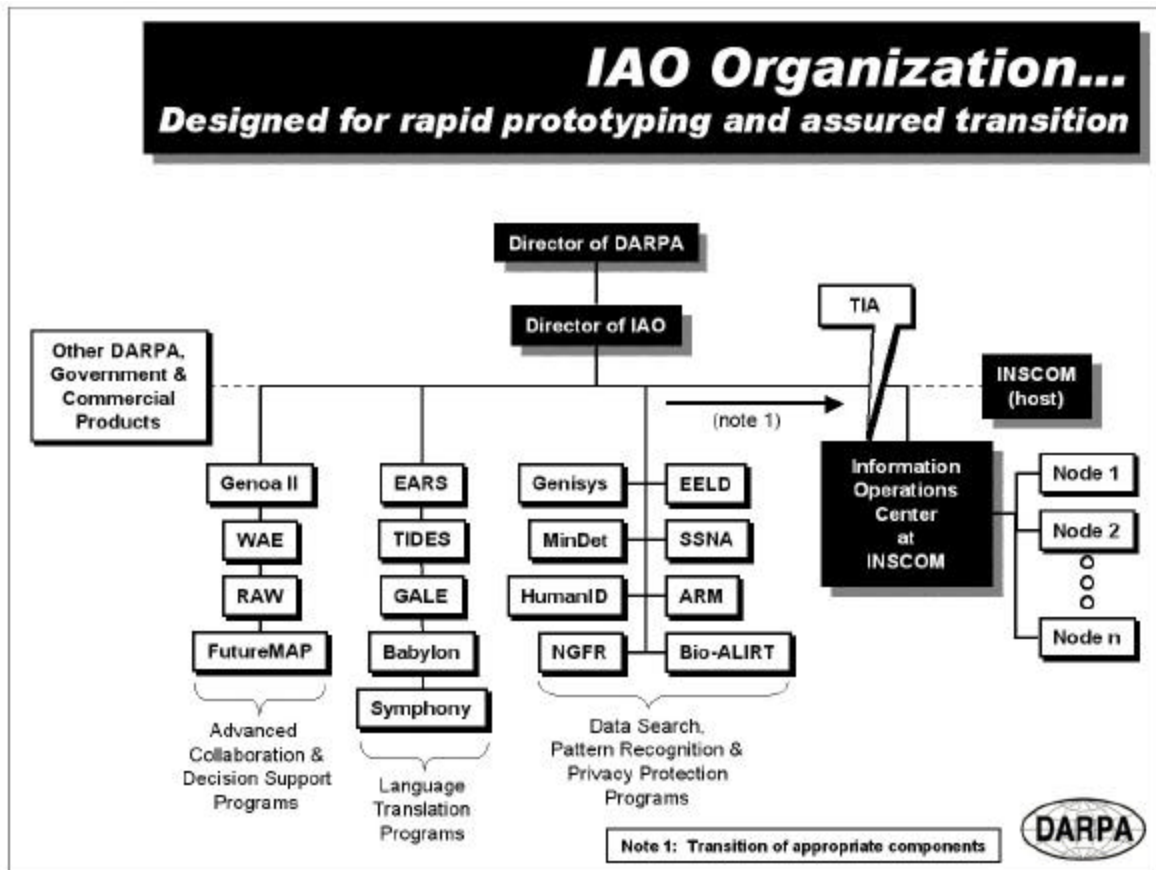 IAO Organization...
Designed for rapid prototyping and assured transition
Director of DARPA
Director of IAO
TIA
Other DARPA,
Government &
Commercial
Products
INSCOM
(host)
(note 1)
Genoa II
WAE
RAW
FutureMAP
Advanced
Collaboration &
Decision Support
Programs
EARS
TIDES
GALE
Babylon
Symphony
Language
Translation
Programs
Genisys
EELD
MinDet
SSNA
HumanID
ARM
NGFR
Bio-ALIRT
Data Search,
Pattern Recognition &
Privacy Protection
Programs
Information
Operations
Center
at
INSCOM
Node 1
Node 2
Node n
Note 1: Transition of appropriate components
DARPA